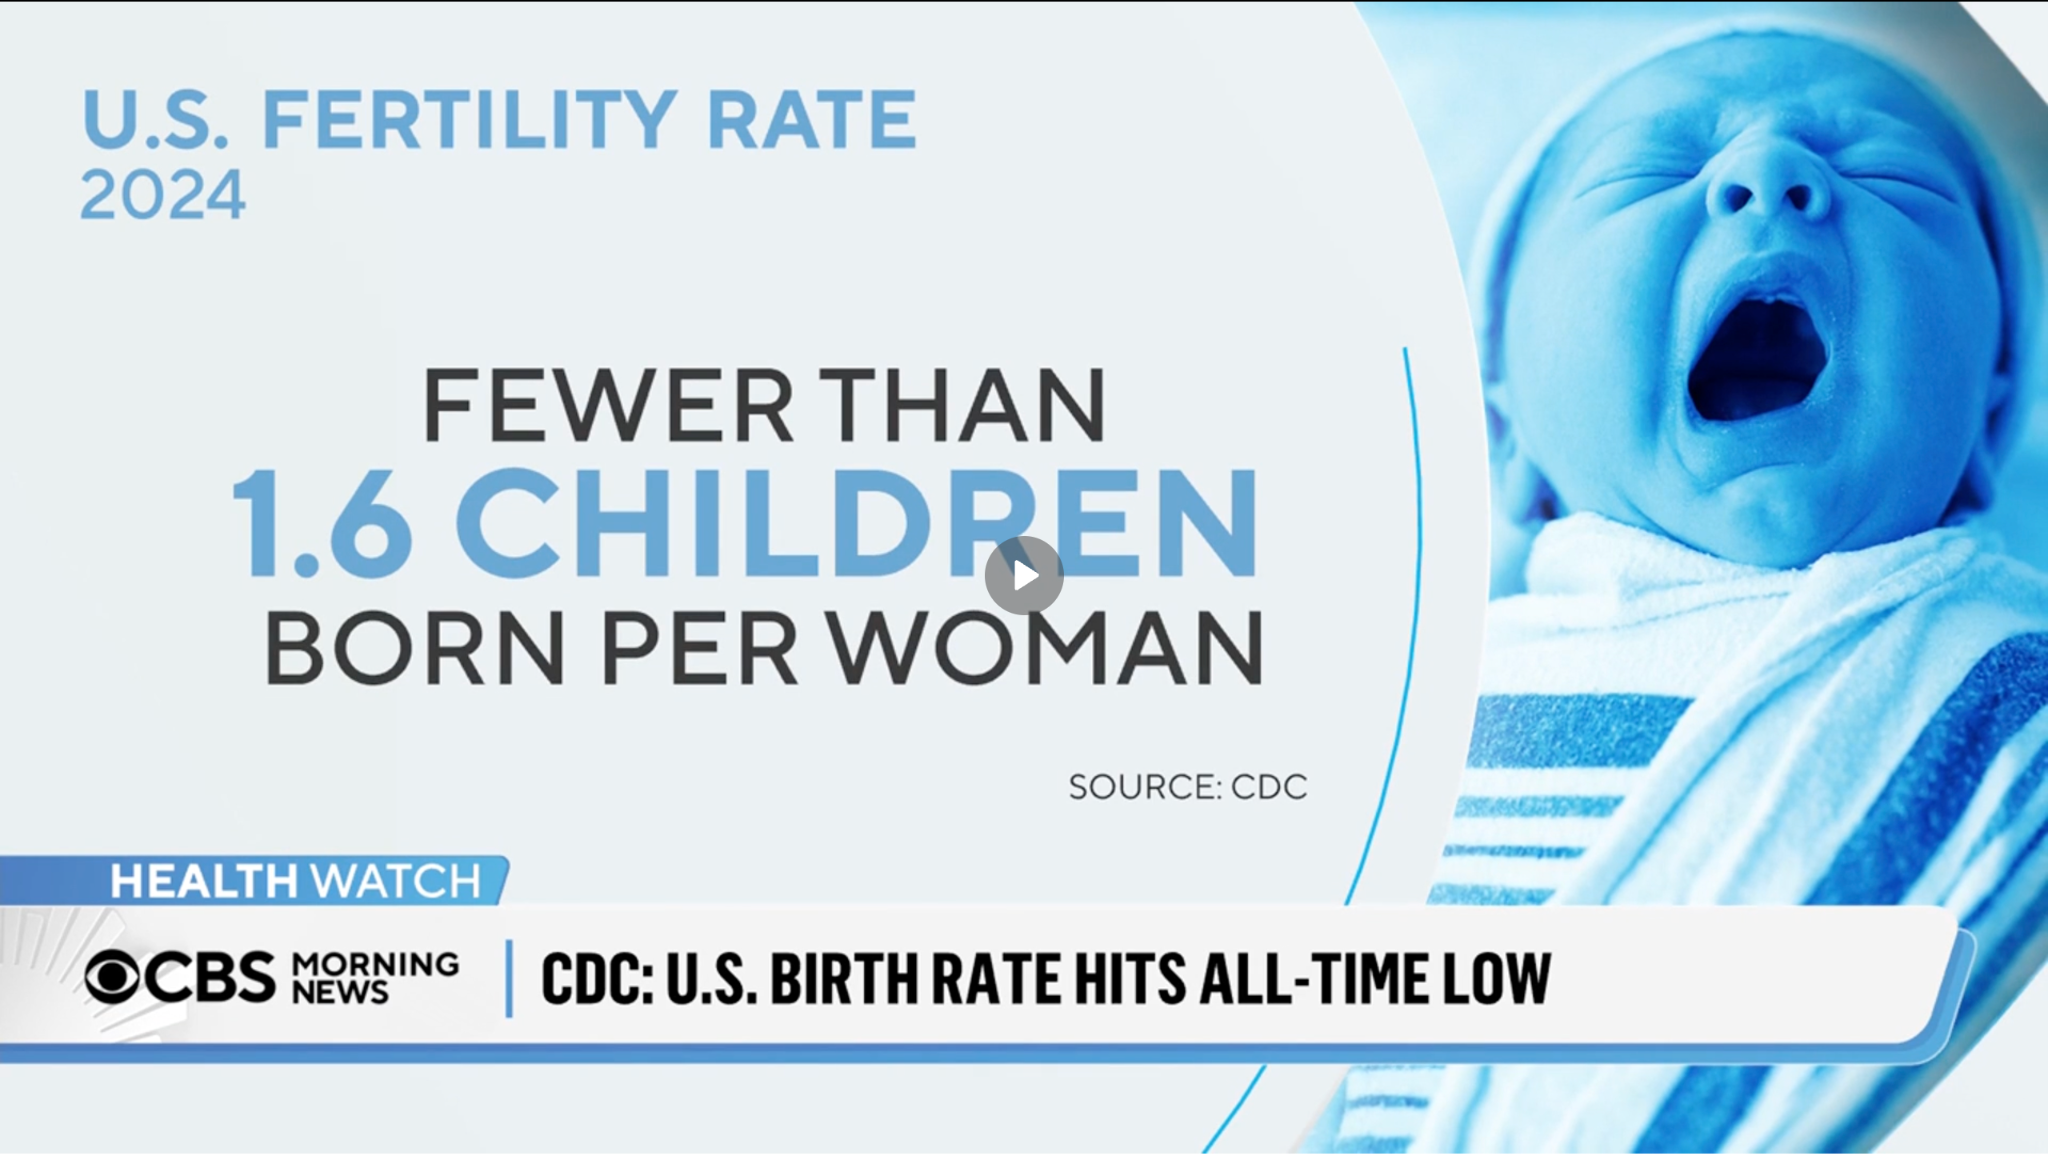 U.S. FERTILITY RATE
2024
FEWER THAN
1.6 CHILDREN
BORN PER WOMAN
SOURCE: CDC
HEALTH WATCH
CBS MORNING NEWS
CDC: U.S. BIRTH RATE HITS ALL-TIME LOW